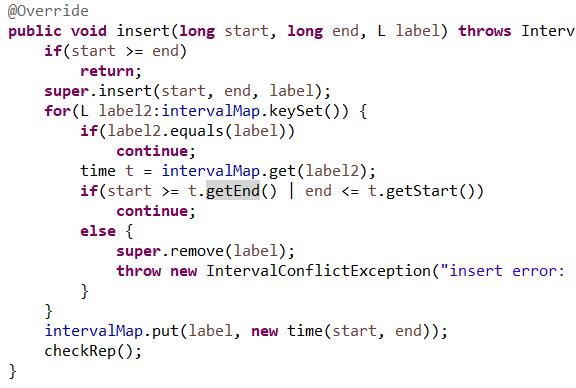 @Override
public void insert(long start, long end, L label) throws Interv
if(start >= end)
return;
super.insert(start, end, label);
for(L label2:intervalMap.keySet()) {
if(label2.equals(label))
continue;
time t = intervalMap.get(label2);
if(start >= t.getEnd() | end <= t.getStart())
continue;
else {
super.remove(label);
throw new IntervalConflictException("insert error:
}
}
intervalMap.put(label, new time(start, end));
checkRep();
}